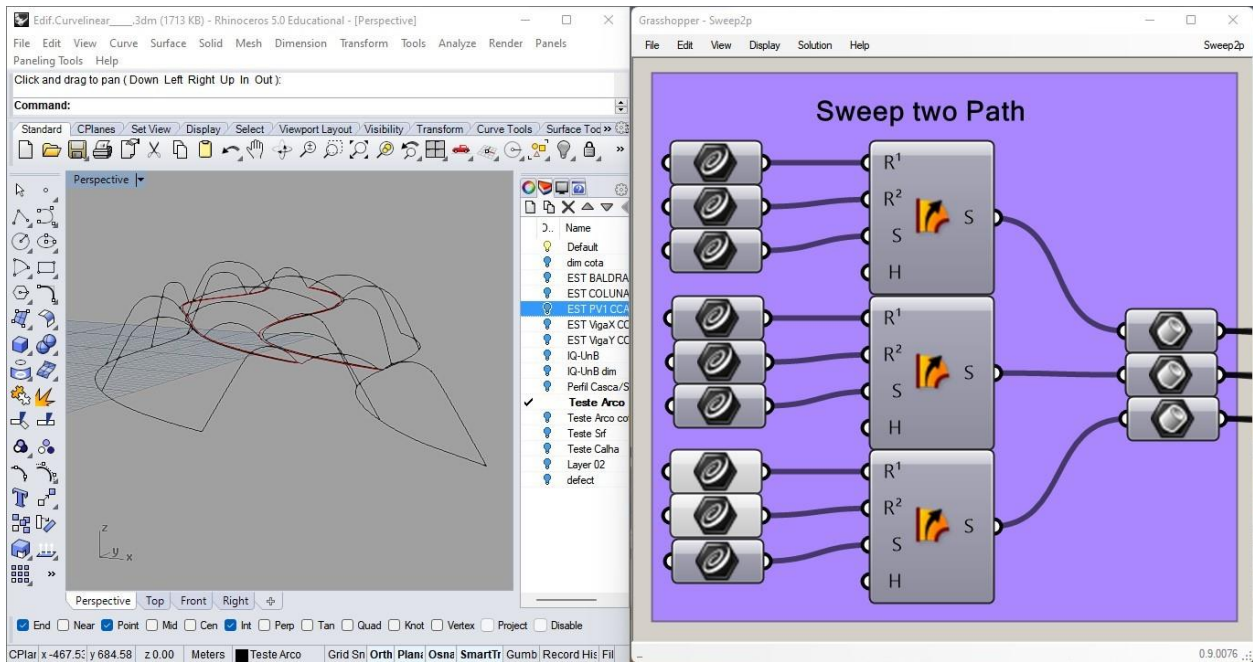 Edif.Curvelinear____.3dm (1713 KB) - Rhinoceros 5.0 Educational - [Perspective]
File Edit View Curve Surface Solid Mesh Dimension Transform Tools Analyze Render Panels
Paneling Tools Help
Click and drag to pan ( Down Left Right Up In Out ):
Command:
Standard CPlanes Set View Display Select Viewport Layout Visibility Transform Curve Tools Surface Toc »
»
Perspective
Name
Default
dim cota
EST BALDRA
EST COLUNA
EST PV1 CCA
EST VigaX CC
EST VigaY CC
IQ-UnB
IQ-UnB dim
Perfil Casca/S
Teste Arco
Teste Arco co
Teste Srf
Teste Calha
Layer 02
defect
»
z
y x
Perspective Top Front Right
End Near Point Mid Cen Int Perp Tan Quad Knot Vertex Project Disable
CPlar x -467.53 y 684.58 z 0.00 Meters Teste Arco Grid Sn Orth Plana Osna SmartTr Gumb Record His Fil
Grasshopper - Sweep2p
File Edit View Display Solution Help Sweep2p
Sweep two Path
R¹
R²
S
H
S
R¹
R²
S
H
S
R¹
R²
S
H
S
0.9.0076